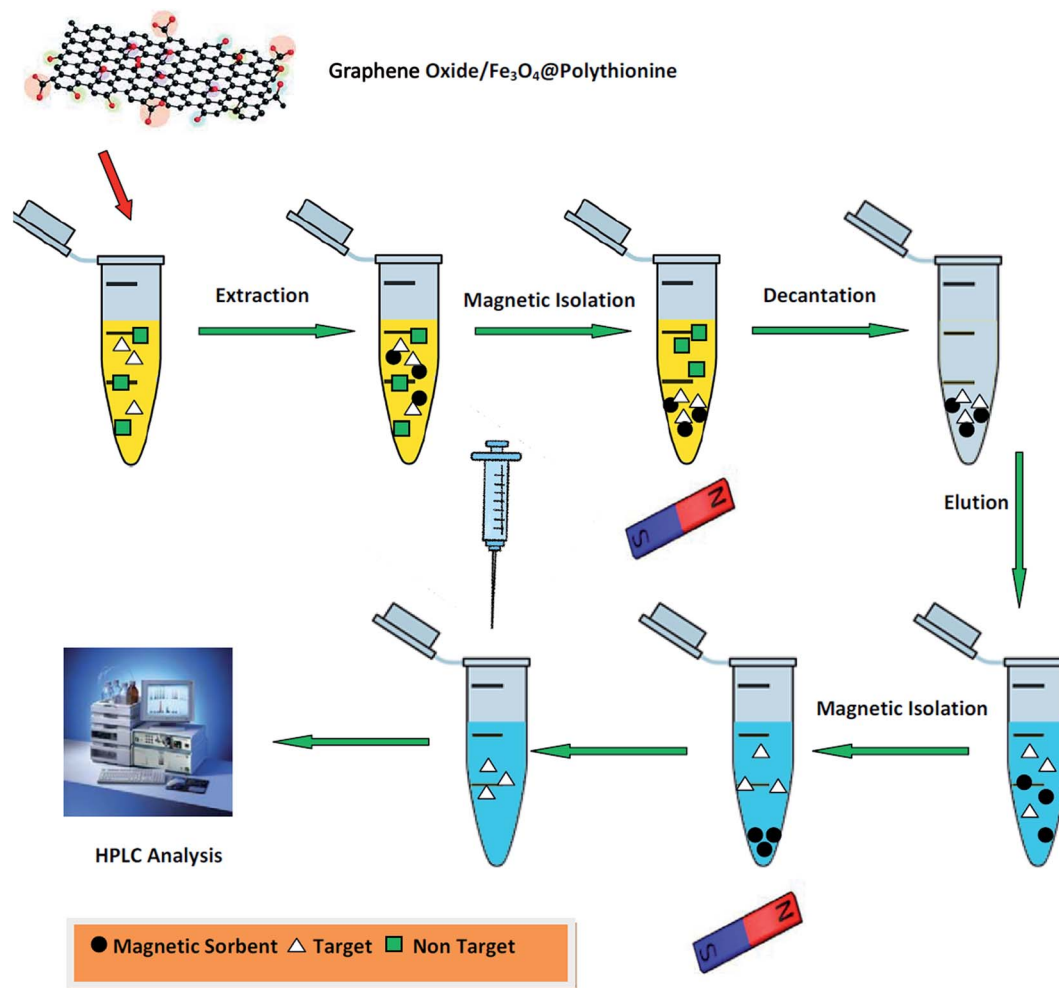 Graphene Oxide/Fe₃O₄@Polythionine
Extraction
Magnetic Isolation
Decantation
N
S
Elution
Magnetic Isolation
HPLC Analysis
N
S
Magnetic Sorbent Target Non Target